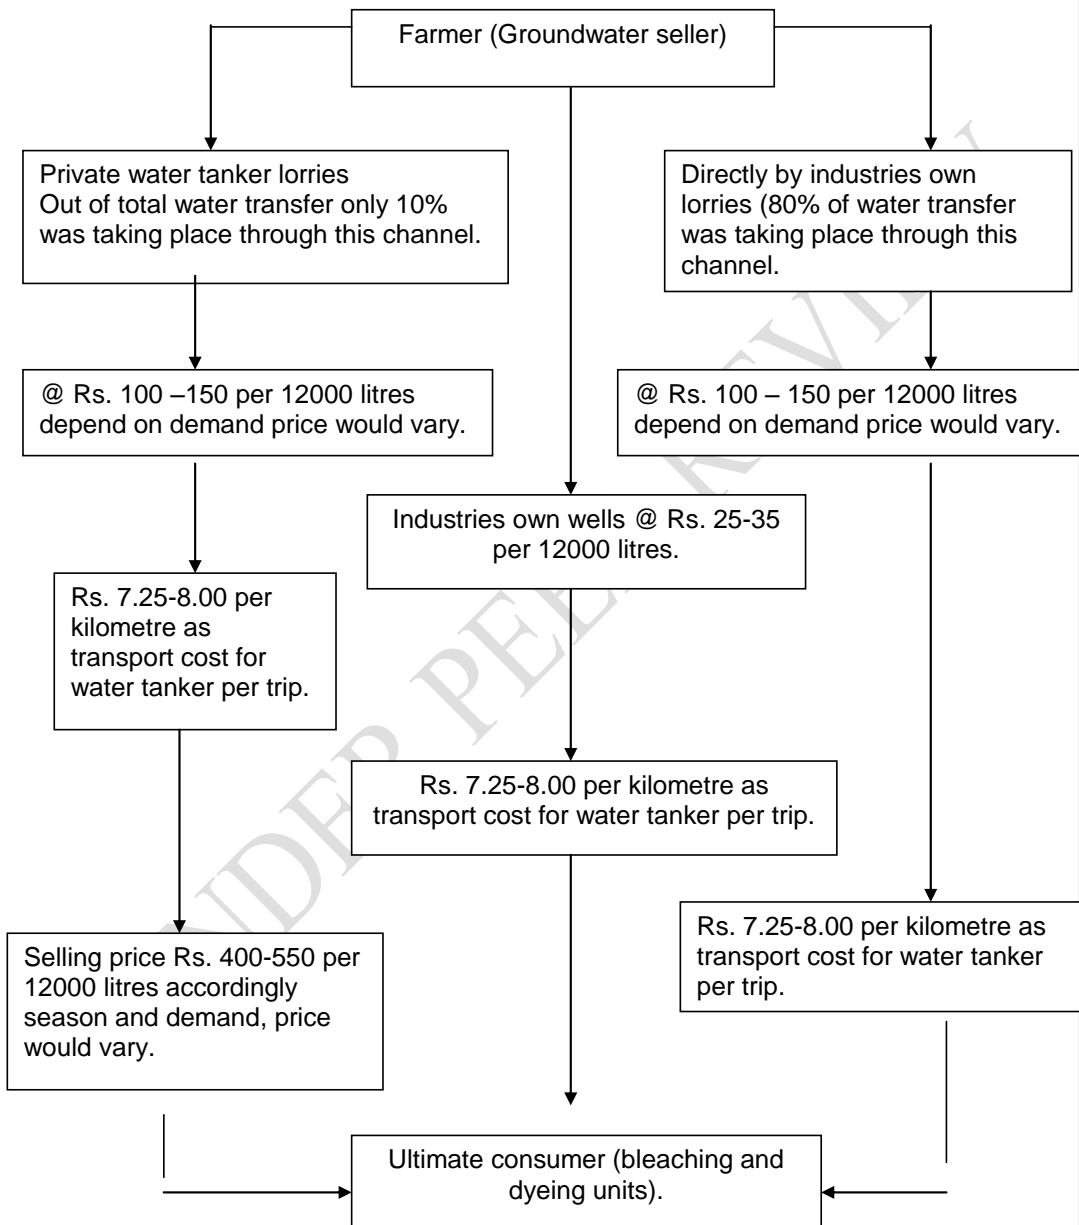 Farmer (Groundwater seller)
Private water tanker lorries
Out of total water transfer only 10%
was taking place through this channel.
Directly by industries own
lorries (80% of water transfer
was taking place through this
channel.
@ Rs. 100 –150 per 12000 litres
depend on demand price would vary.
@ Rs. 100 – 150 per 12000 litres
depend on demand price would vary.
Industries own wells @ Rs. 25-35
per 12000 litres.
Rs. 7.25-8.00 per
kilometre as
transport cost for
water tanker per trip.
Rs. 7.25-8.00 per kilometre as
transport cost for water tanker per trip.
Rs. 7.25-8.00 per kilometre as
transport cost for water tanker
per trip.
Selling price Rs. 400-550 per
12000 litres accordingly
season and demand, price
would vary.
Ultimate consumer (bleaching and
dyeing units).